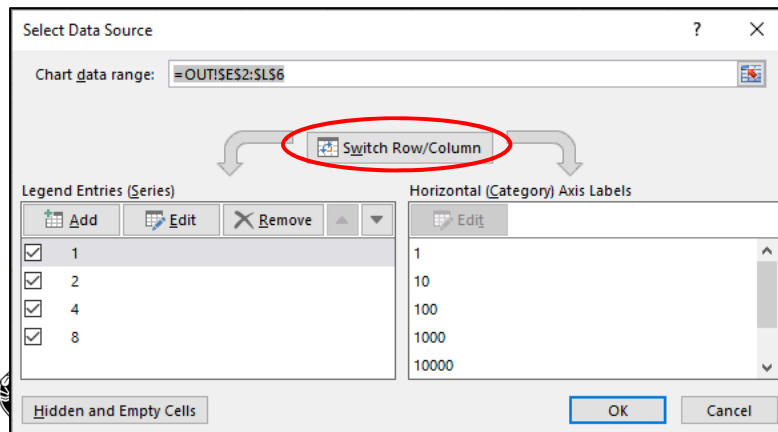 Select Data Source ?
Chart data range: =OUT!$E$2:$L$6
Switch Row/Column
Legend Entries (Series)
Add Edit Remove
1
2
4
8
Horizontal (Category) Axis Labels
Edit
1
10
100
1000
10000
Hidden and Empty Cells
OK Cancel